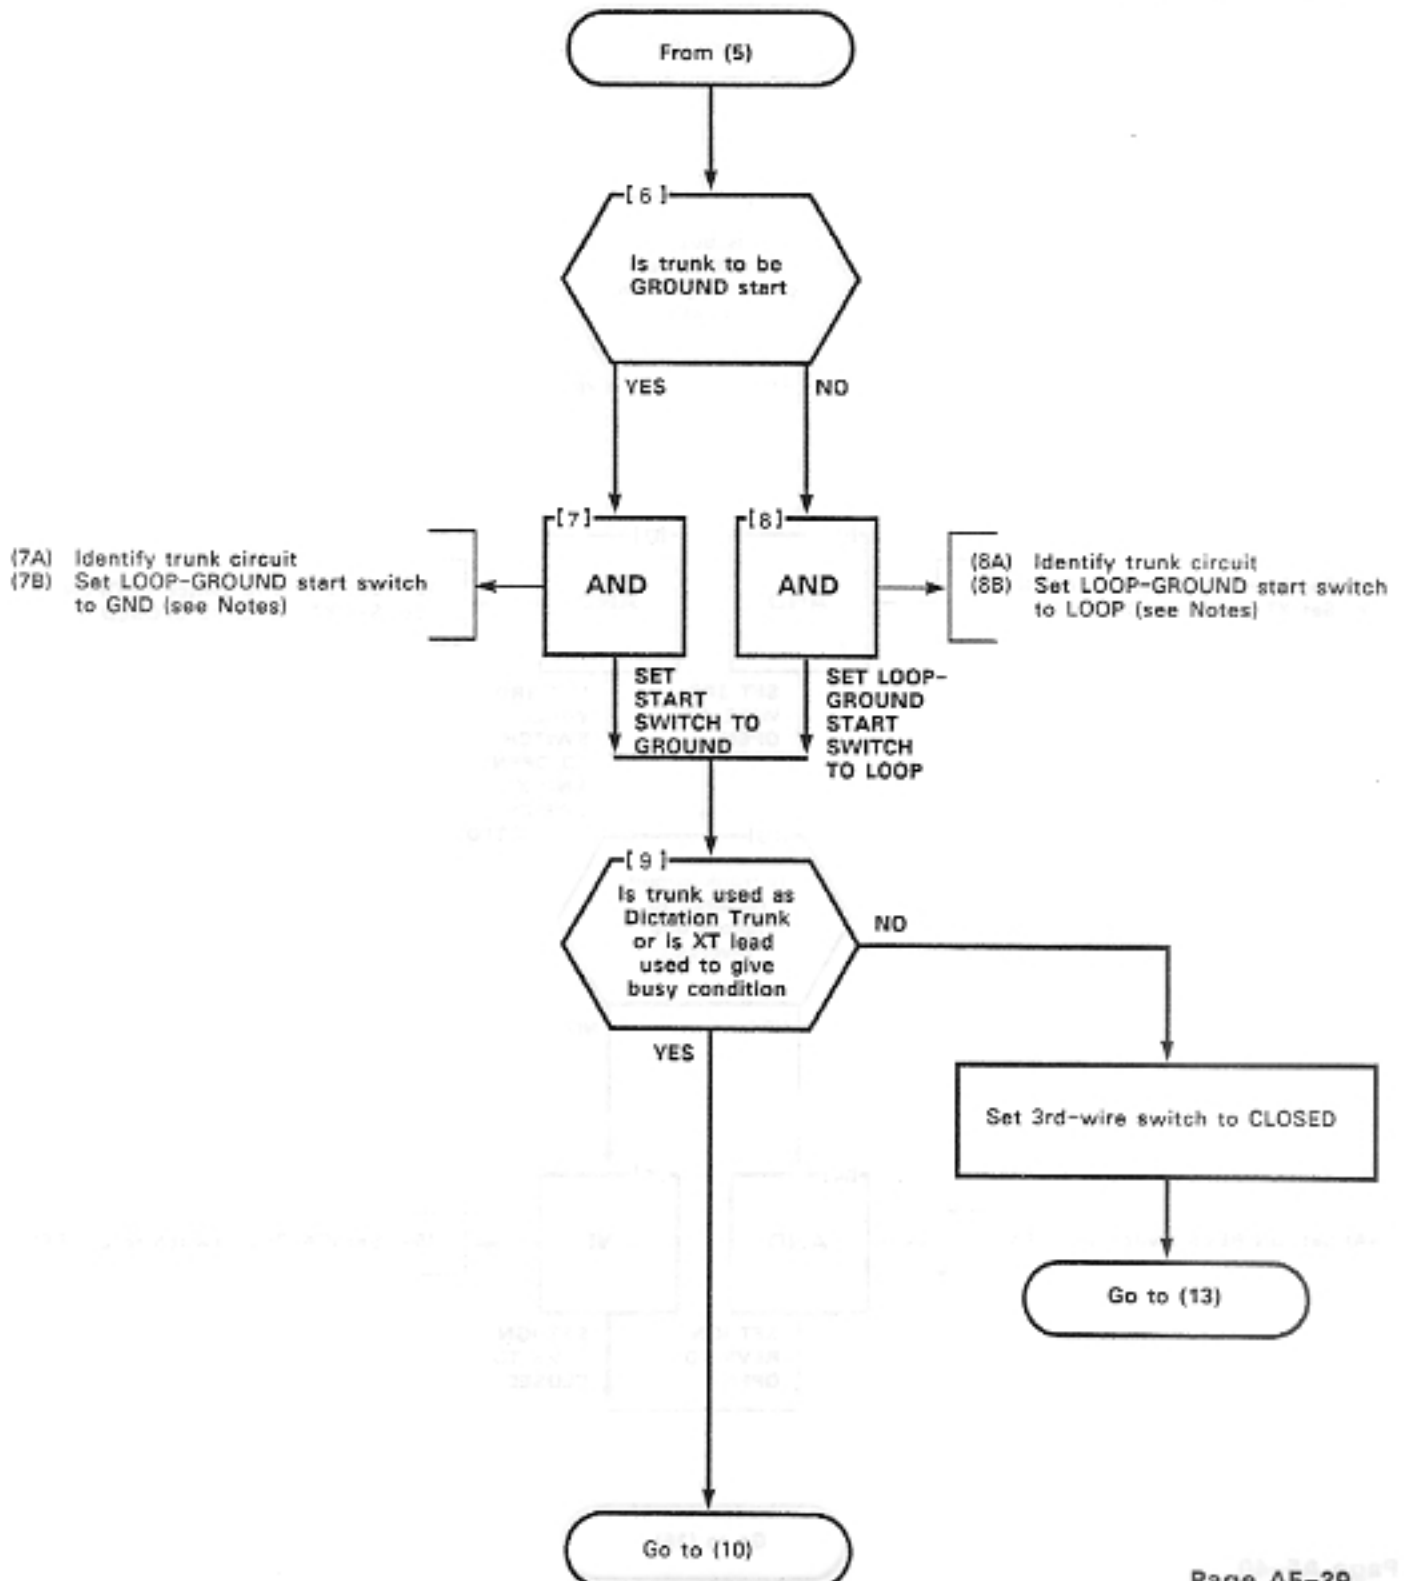 From (5)
[ 6 ]
Is trunk to be
GROUND start
YES
NO
[7]
[8]
AND
AND
(7A) Identify trunk circuit
(7B) Set LOOP-GROUND start switch
to GND (see Notes)
(8A) Identify trunk circuit
(8B) Set LOOP-GROUND start switch
to LOOP (see Notes)
SET
START
SWITCH TO
GROUND
SET LOOP-
GROUND
START
SWITCH
TO LOOP
[ 9 ]
Is trunk used as
Dictation Trunk
or is XT lead
used to give
busy condition
NO
YES
Set 3rd-wire switch to CLOSED
Go to (13)
Go to (10)